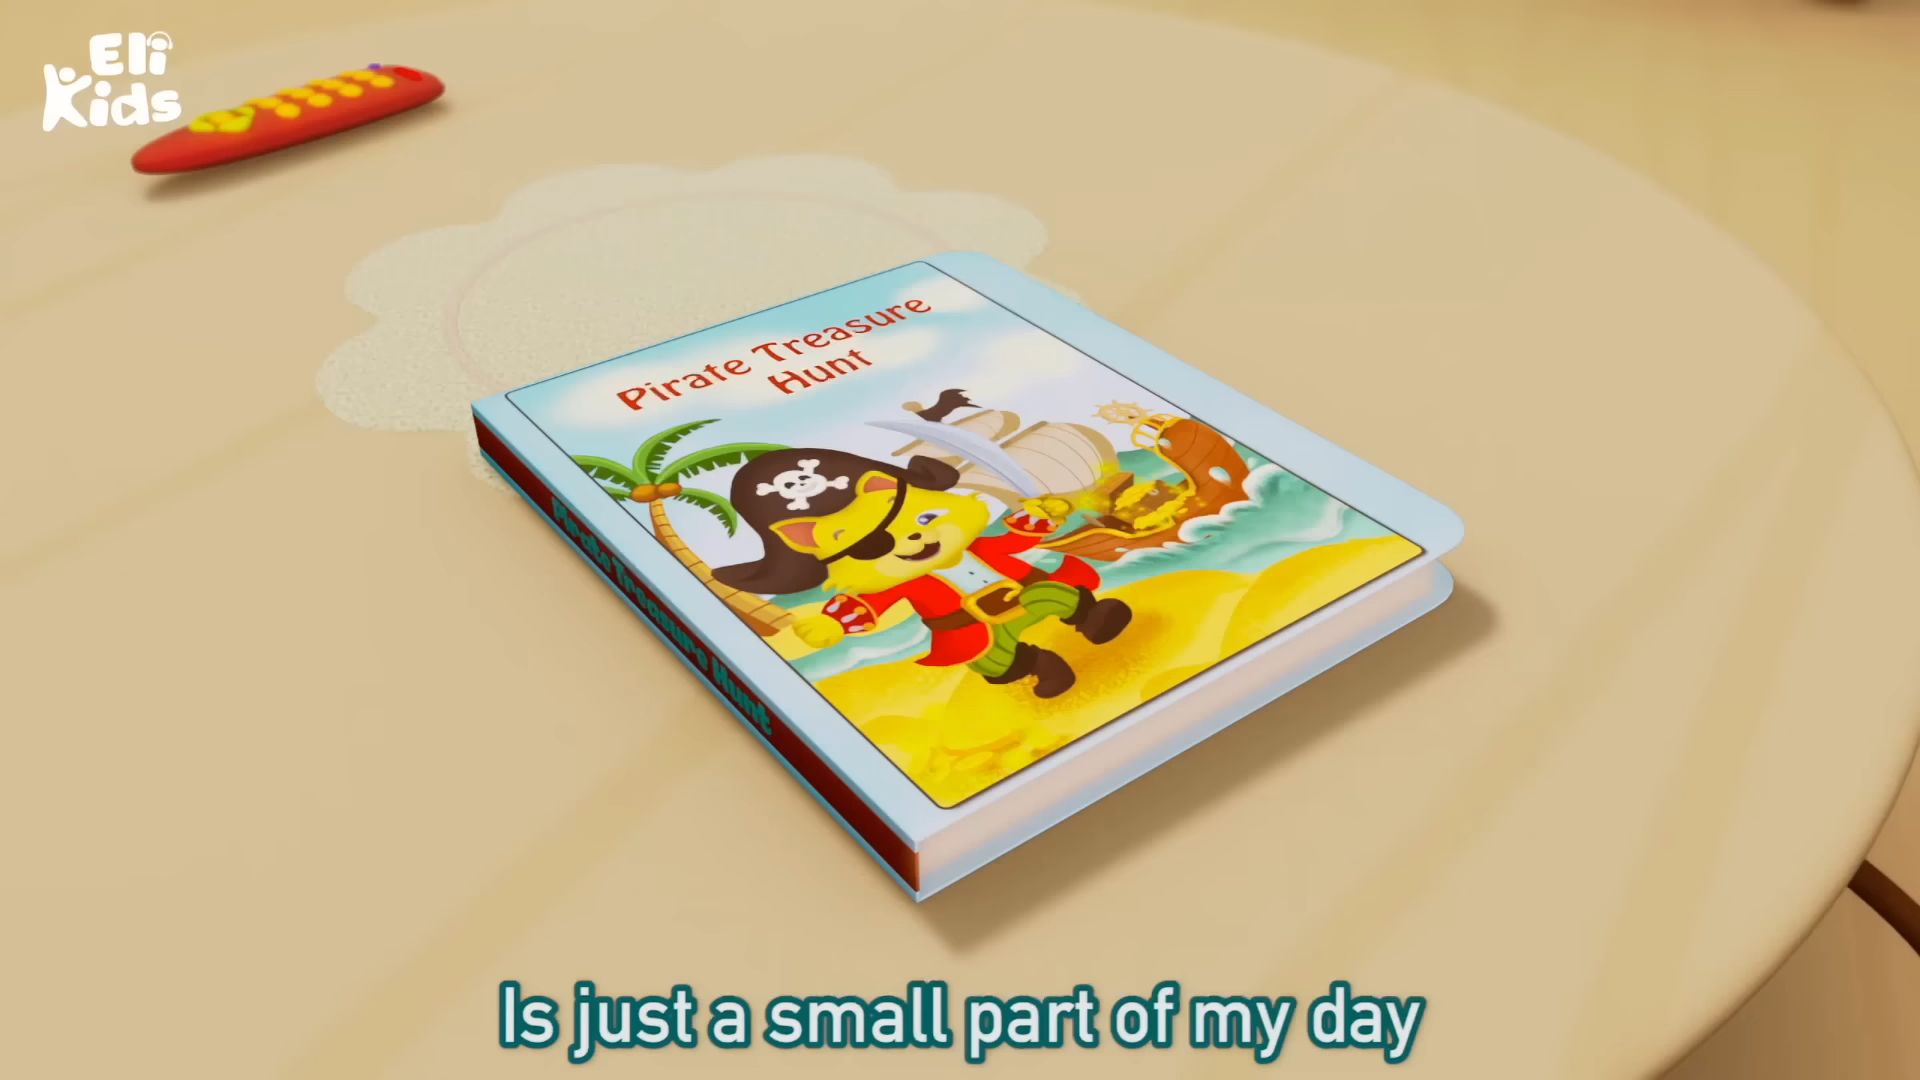 Eli
Kids
Pirate Treasure
Hunt
Pirate Treasure Hunt
Is just a small part of my day